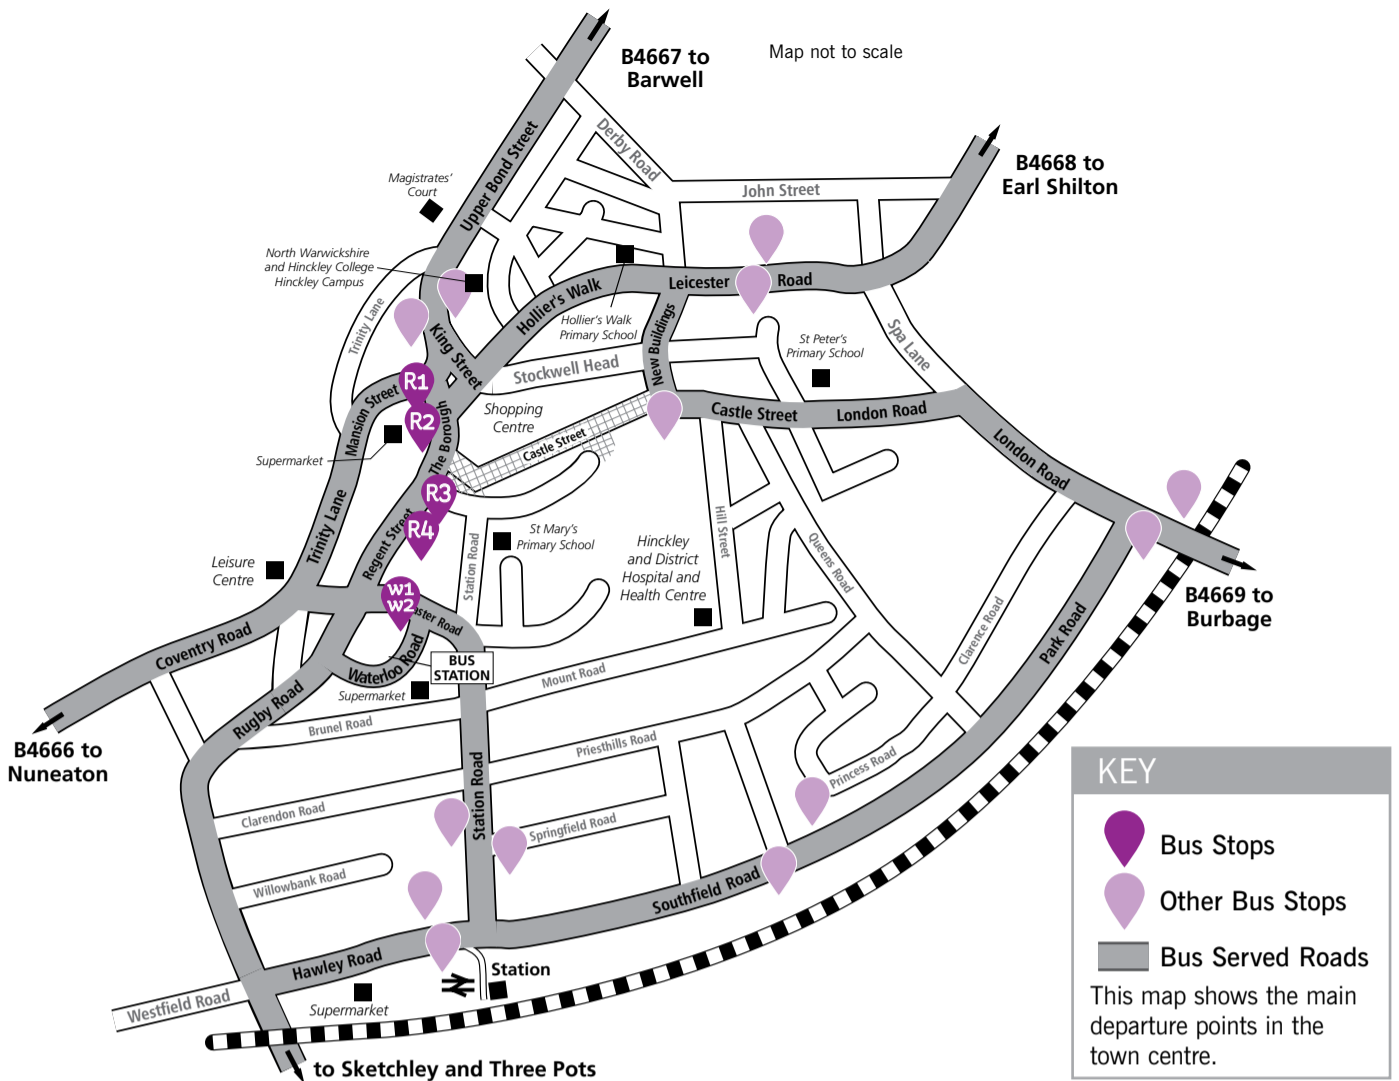 B4667 to
Barwell
Map not to scale
Derby Road
B4668 to
Earl Shilton
John Street
Magistrates'
Court
Upper Bond Street
North Warwickshire
and Hinckley College
Hinckley Campus
Leicester
Road
Hollier's Walk
Trinity Lane
Hollier's Walk
Primary School
King Street
New Buildings
Spa Lane
St Peter's
Primary School
Stockwell Head
R1
Mansion Street
R2
The Borough
Shopping
Centre
Castle Street
Castle Street
London Road
London Road
Supermarket
R3
R4
Regent Street
Trinity Lane
Station Road
St Mary's
Primary School
Hill Street
Hinckley
and District
Hospital and
Health Centre
Queens Road
Leisure
Centre
W1
W2
Road
Clarence Road
Park Road
B4669 to
Burbage
Coventry Road
Waterloo Road
BUS
STATION
Supermarket
Mount Road
Rugby Road
Brunel Road
B4666 to
Nuneaton
Priesthills Road
Princess Road
Station Road
Clarendon Road
Springfield Road
Willowbank Road
Southfield Road
Hawley Road
Station
Westfield Road
Supermarket
to Sketchley and Three Pots
KEY
Bus Stops
Other Bus Stops
Bus Served Roads
This map shows the main
departure points in the
town centre.